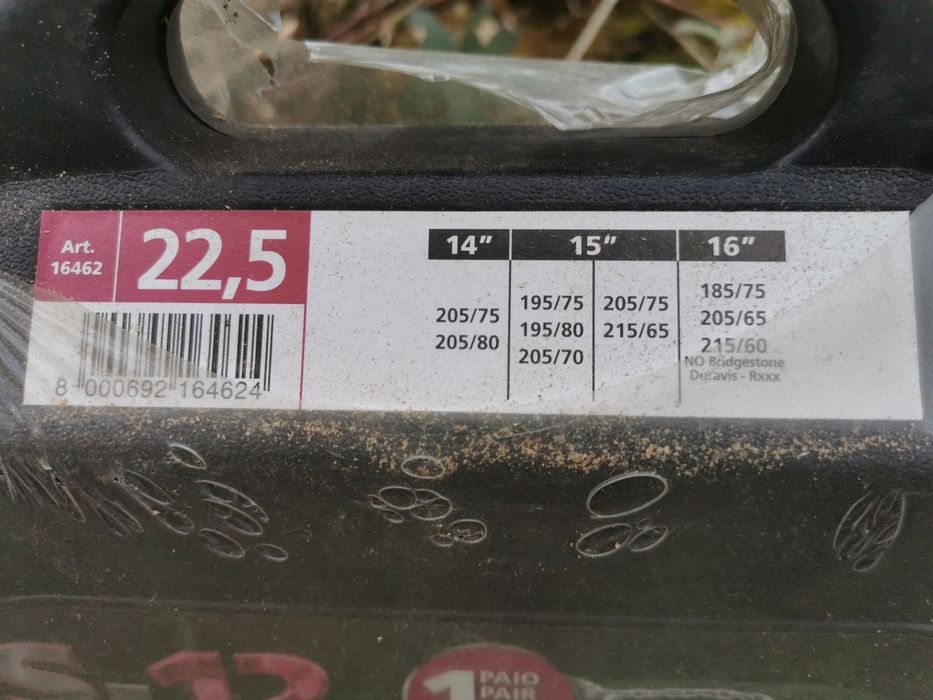 Art.
16462
22,5
8 000692 164624
14”
205/75
205/80
15”
195/75
195/80
205/70
205/75
215/65
16”
185/75
205/65
215/60
NO Bridgestone
Duravis - Rxxx
1
PAIO
PAIR